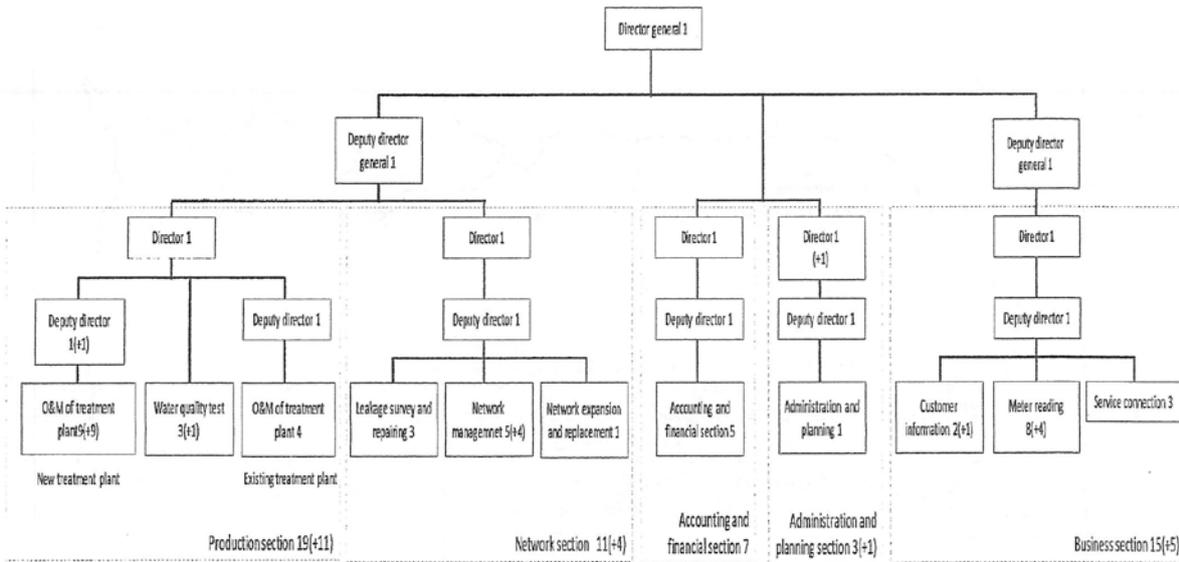 Director general 1
Deputy director
general 1
Deputy director
general 1
Director 1
Director 1
Director 1
Director 1
(+1)
Director 1
Deputy director
1(+1)
Deputy director 1
Deputy director 1
Deputy director 1
Deputy director 1
Deputy director 1
O&M of treatment
plant9(+9)
Water quality test
3(+1)
O&M of treatment
plant 4
Leakage survey and
repairing 3
Network
managemnet 5(+4)
Network expansion
and replacement 1
Accounting and
financial section 5
Administration and
planning 1
Customer
information 2(+1)
Meter reading
8(+4)
Service connection 3
New treatment plant
Existing treatment plant
Production section 19(+11)
Network section 11(+4)
Accounting and
financial section 7
Administration and
planning section 3(+1)
Business section 15(+5)